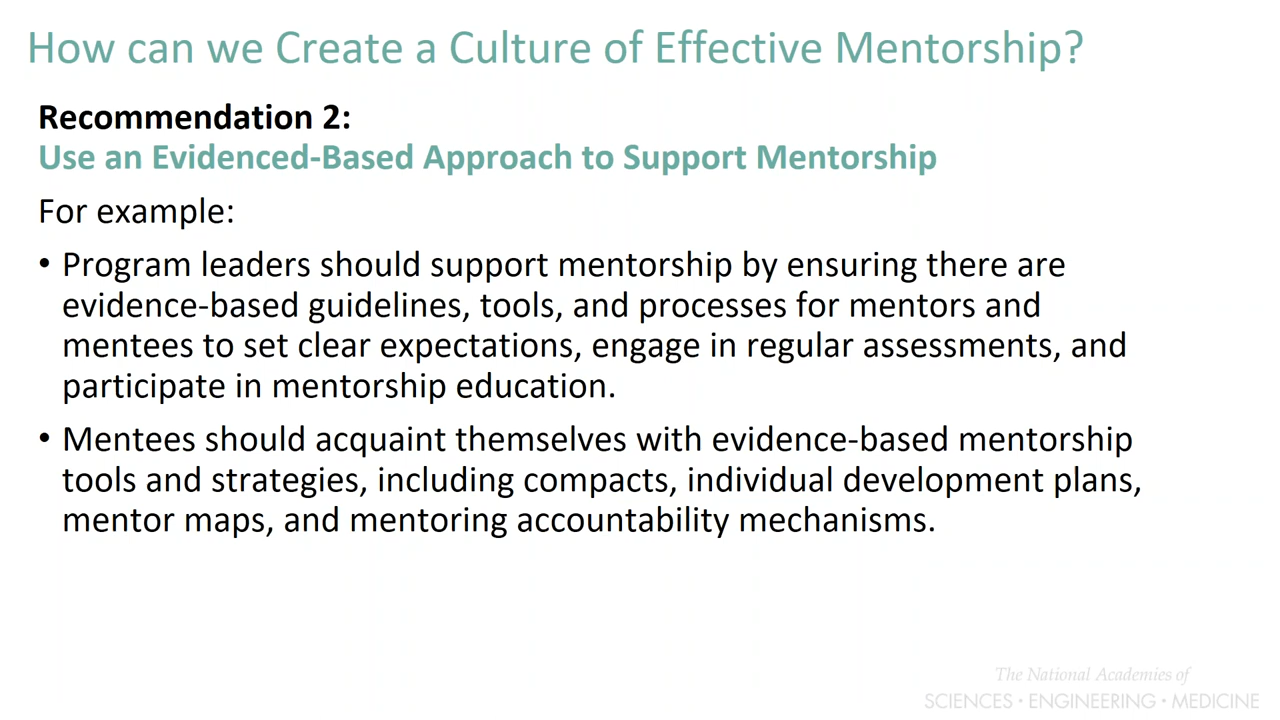 How can we Create a Culture of Effective Mentorship?
Recommendation 2:
Use an Evidenced-Based Approach to Support Mentorship
For example:
• Program leaders should support mentorship by ensuring there are
evidence-based guidelines, tools, and processes for mentors and
mentees to set clear expectations, engage in regular assessments, and
participate in mentorship education.
• Mentees should acquaint themselves with evidence-based mentorship
tools and strategies, including compacts, individual development plans,
mentor maps, and mentoring accountability mechanisms.
The National Academies of
SCIENCES • ENGINEERING • MEDICINE